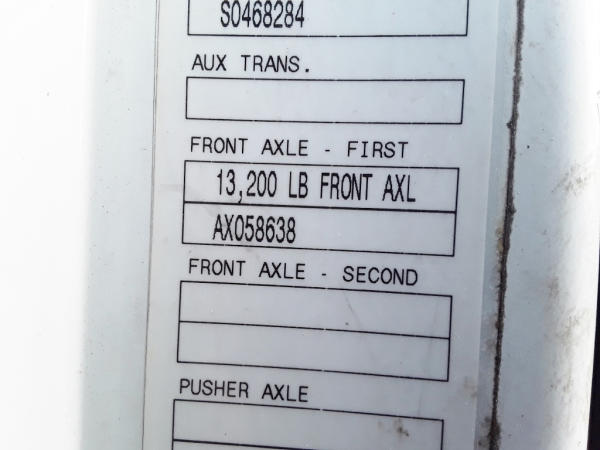 S0468284
AUX TRANS.
FRONT AXLE - FIRST
13,200 LB FRONT AXL
AX058638
FRONT AXLE - SECOND
PUSHER AXLE